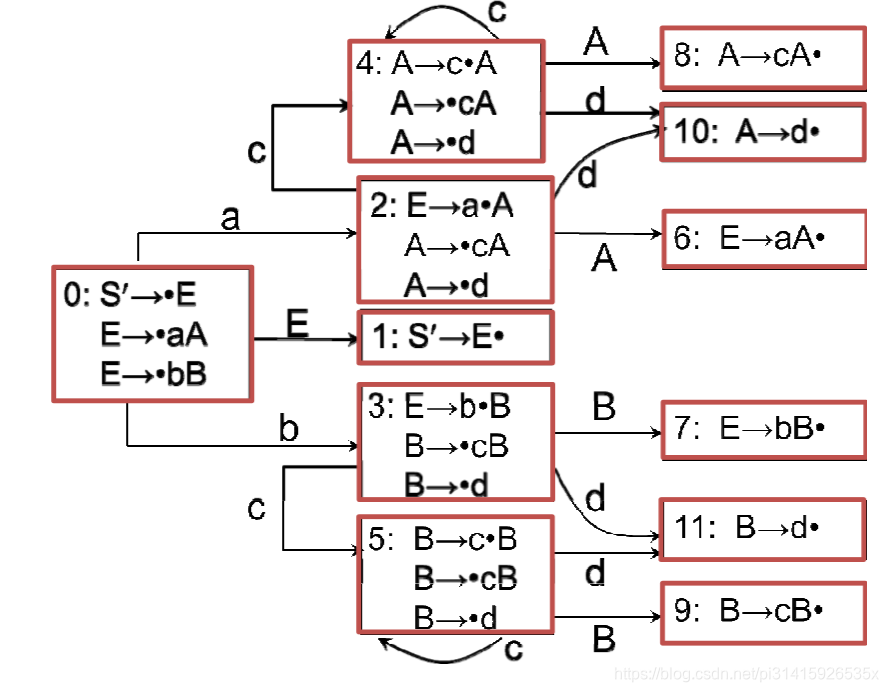 c
4: A→c•A
A→•cA
A→•d
A
8: A→cA•
d
10: A→d•
c
d
2: E→a•A
A→•cA
A→•d
a
A
6: E→aA•
0: S′→•E
E→•aA
E→•bB
E
1: S′→E•
b
3: E→b•B
B→•cB
B→•d
B
7: E→bB•
c
d
11: B→d•
5: B→c•B
B→•cB
B→•d
d
9: B→cB•
B
c
https://blog.csdn.net/pi31415926535x